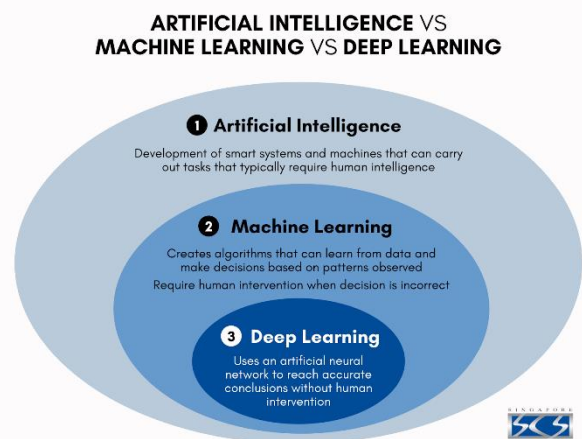 ARTIFICIAL INTELLIGENCE VS
MACHINE LEARNING VS DEEP LEARNING
1 Artificial Intelligence
Development of smart systems and machines that can carry
out tasks that typically require human intelligence
2 Machine Learning
Creates algorithms that can learn from data and
make decisions based on patterns observed
Require human intervention when decision is incorrect
3 Deep Learning
Uses an artificial neural
network to reach accurate
conclusions without human
intervention
SINGAPORE
SCS